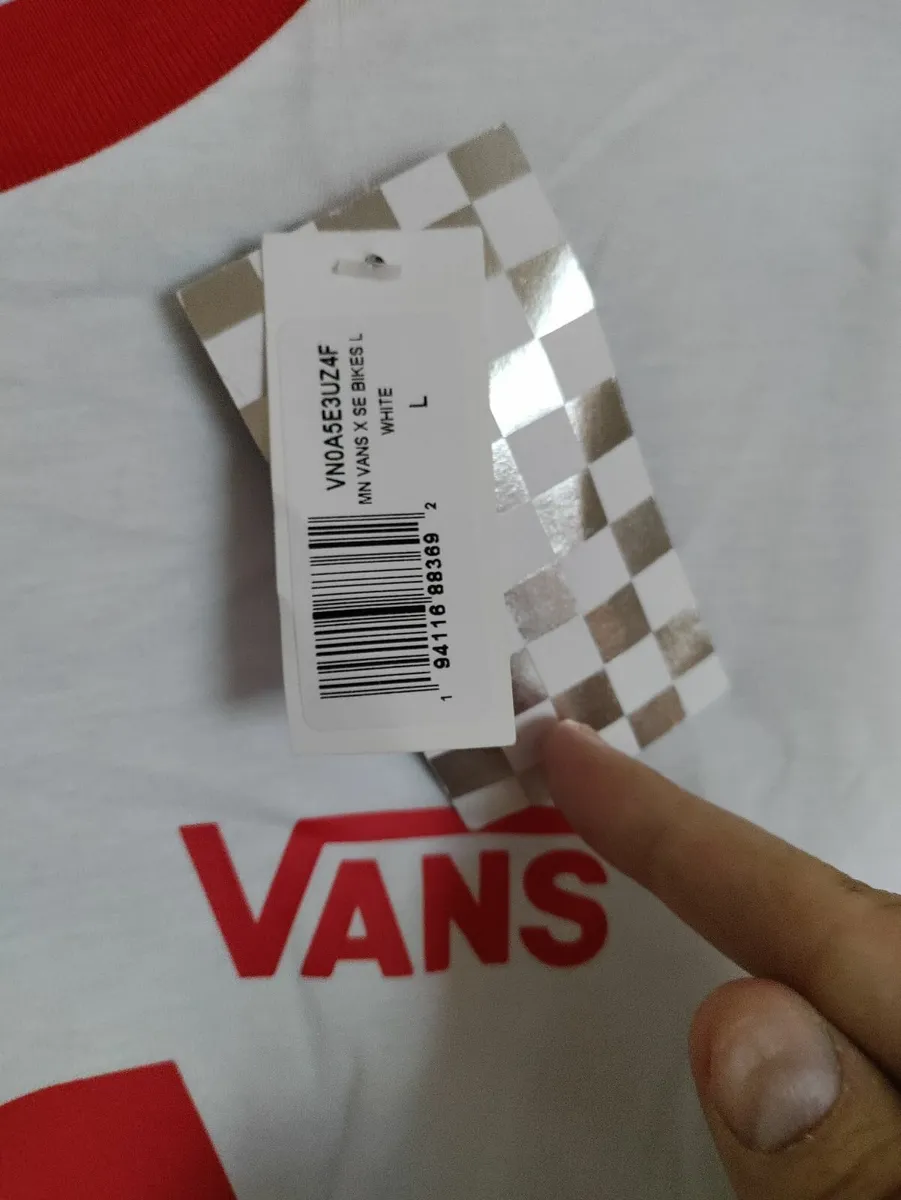 VN0A5E3UZ4F
MN VANS X SE BIKES L
WHITE
L
1 94116 88369 2
VANS